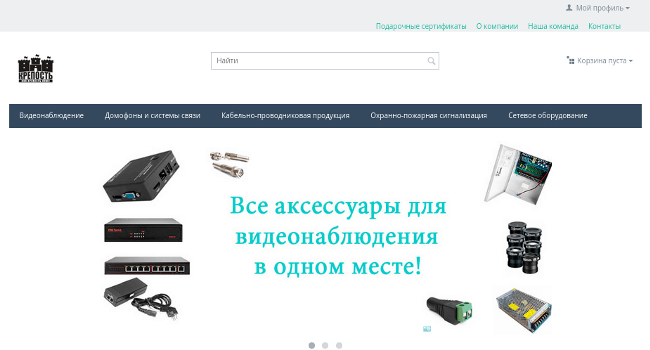 Мой профиль
Подарочные сертификаты О компании Наша команда Контакты
КРЕПОСТЬ
Найти
Корзина пуста
Видеонаблюдение Домофоны и системы связи Кабельно-проводниковая продукция Охранно-пожарная сигнализация Сетевое оборудование
Все аксессуары для
видеонаблюдения
в одном месте!